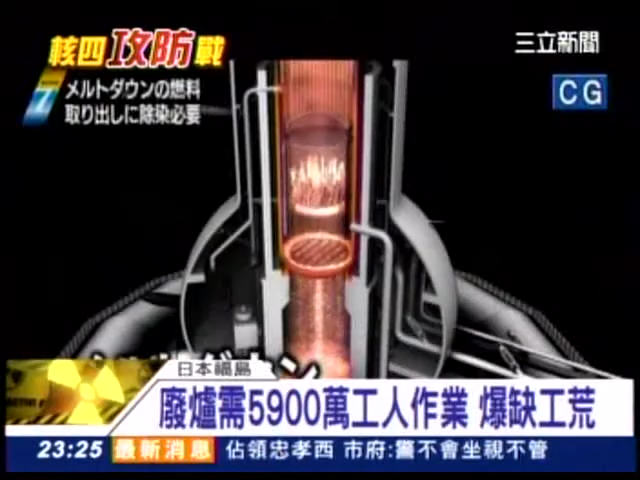 核四攻防戰
三立新聞
7
メルトダウンの燃料
取り出しに除染必要
CG
日本福島
廢爐需5900萬工人作業 爆缺工荒
23:25 最新消息 佔領忠孝西 市府:黨不會坐視不管